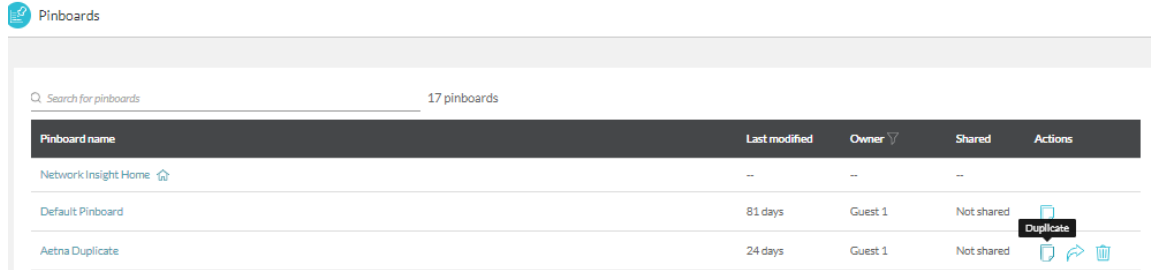 Pinboards
Search for pinboards 17 pinboards
Pinboard name Last modified Owner Shared Actions
Network Insight Home -- -- --
Default Pinboard 81 days Guest 1 Not shared
Duplicate
Aetna Duplicate 24 days Guest 1 Not shared